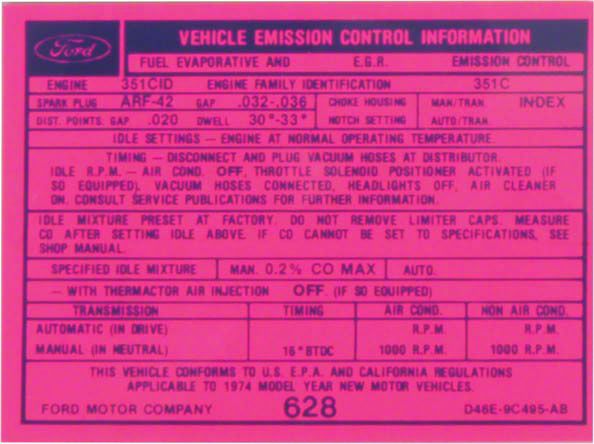 Ford
VEHICLE EMISSION CONTROL INFORMATION
FUEL EVAPORATIVE AND E.G.R. EMISSION CONTROL
ENGINE 351CID ENGINE FAMILY IDENTIFICATION 351C
SPARK PLUG ARF-42 GAP .032-.036 CHOKE HOUSING MAN/TRAN. INDEX
DIST. POINTS: GAP .020 DWELL 30°-33° NOTCH SETTING AUTO/TRAN.
IDLE SETTINGS — ENGINE AT NORMAL OPERATING TEMPERATURE.
TIMING — DISCONNECT AND PLUG VACUUM HOSES AT DISTRIBUTOR.
IDLE R.P.M. — AIR COND. OFF, THROTTLE SOLENOID POSITIONER ACTIVATED (IF
SO EQUIPPED), VACUUM HOSES CONNECTED, HEADLIGHTS OFF, AIR CLEANER
ON. CONSULT SERVICE PUBLICATIONS FOR FURTHER INFORMATION.
IDLE MIXTURE PRESET AT FACTORY. DO NOT REMOVE LIMITER CAPS. MEASURE
CO AFTER SETTING IDLE ABOVE. IF CO CANNOT BE SET TO SPECIFICATIONS, SEE
SHOP MANUAL.
SPECIFIED IDLE MIXTURE MAN. 0.2% CO MAX AUTO.
— WITH THERMACTOR AIR INJECTION OFF. (IF SO EQUIPPED)
TRANSMISSION TIMING AIR COND. NON AIR COND.
AUTOMATIC (IN DRIVE) R.P.M. R.P.M.
MANUAL (IN NEUTRAL) 16° BTDC 1000 R.P.M. 1000 R.P.M.
THIS VEHICLE CONFORMS TO U.S. E.P.A. AND CALIFORNIA REGULATIONS
APPLICABLE TO 1974 MODEL YEAR NEW MOTOR VEHICLES.
FORD MOTOR COMPANY 628 D46E-9C495-AB